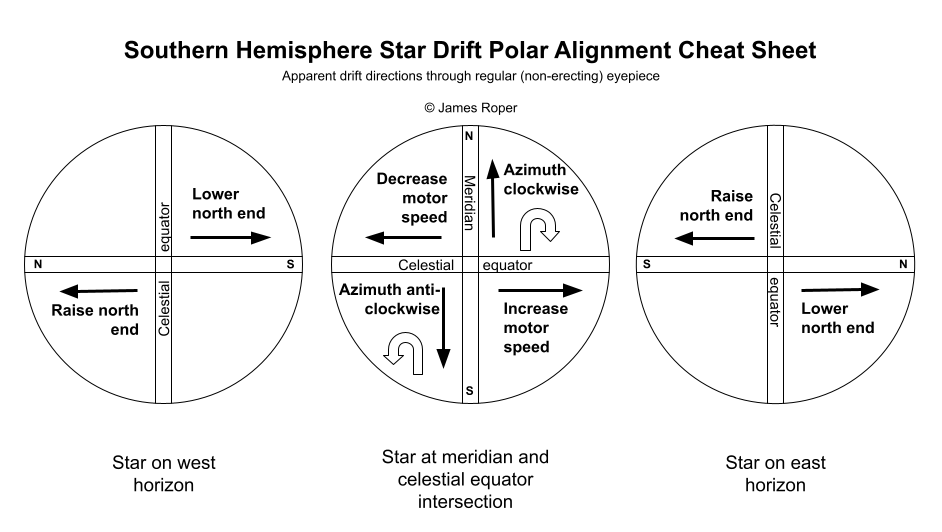 Southern Hemisphere Star Drift Polar Alignment Cheat Sheet
Apparent drift directions through regular (non-erecting) eyepiece
© James Roper
Lower
north end
equator
N
S
Celestial
Raise north
end
Star on west
horizon
N
Decrease
motor
speed
Meridian
Azimuth
clockwise
Celestial
equator
Azimuth anti-
clockwise
Increase
motor
speed
S
Star at meridian and
celestial equator
intersection
Raise
north end
Celestial
S
N
equator
Lower
north end
Star on east
horizon